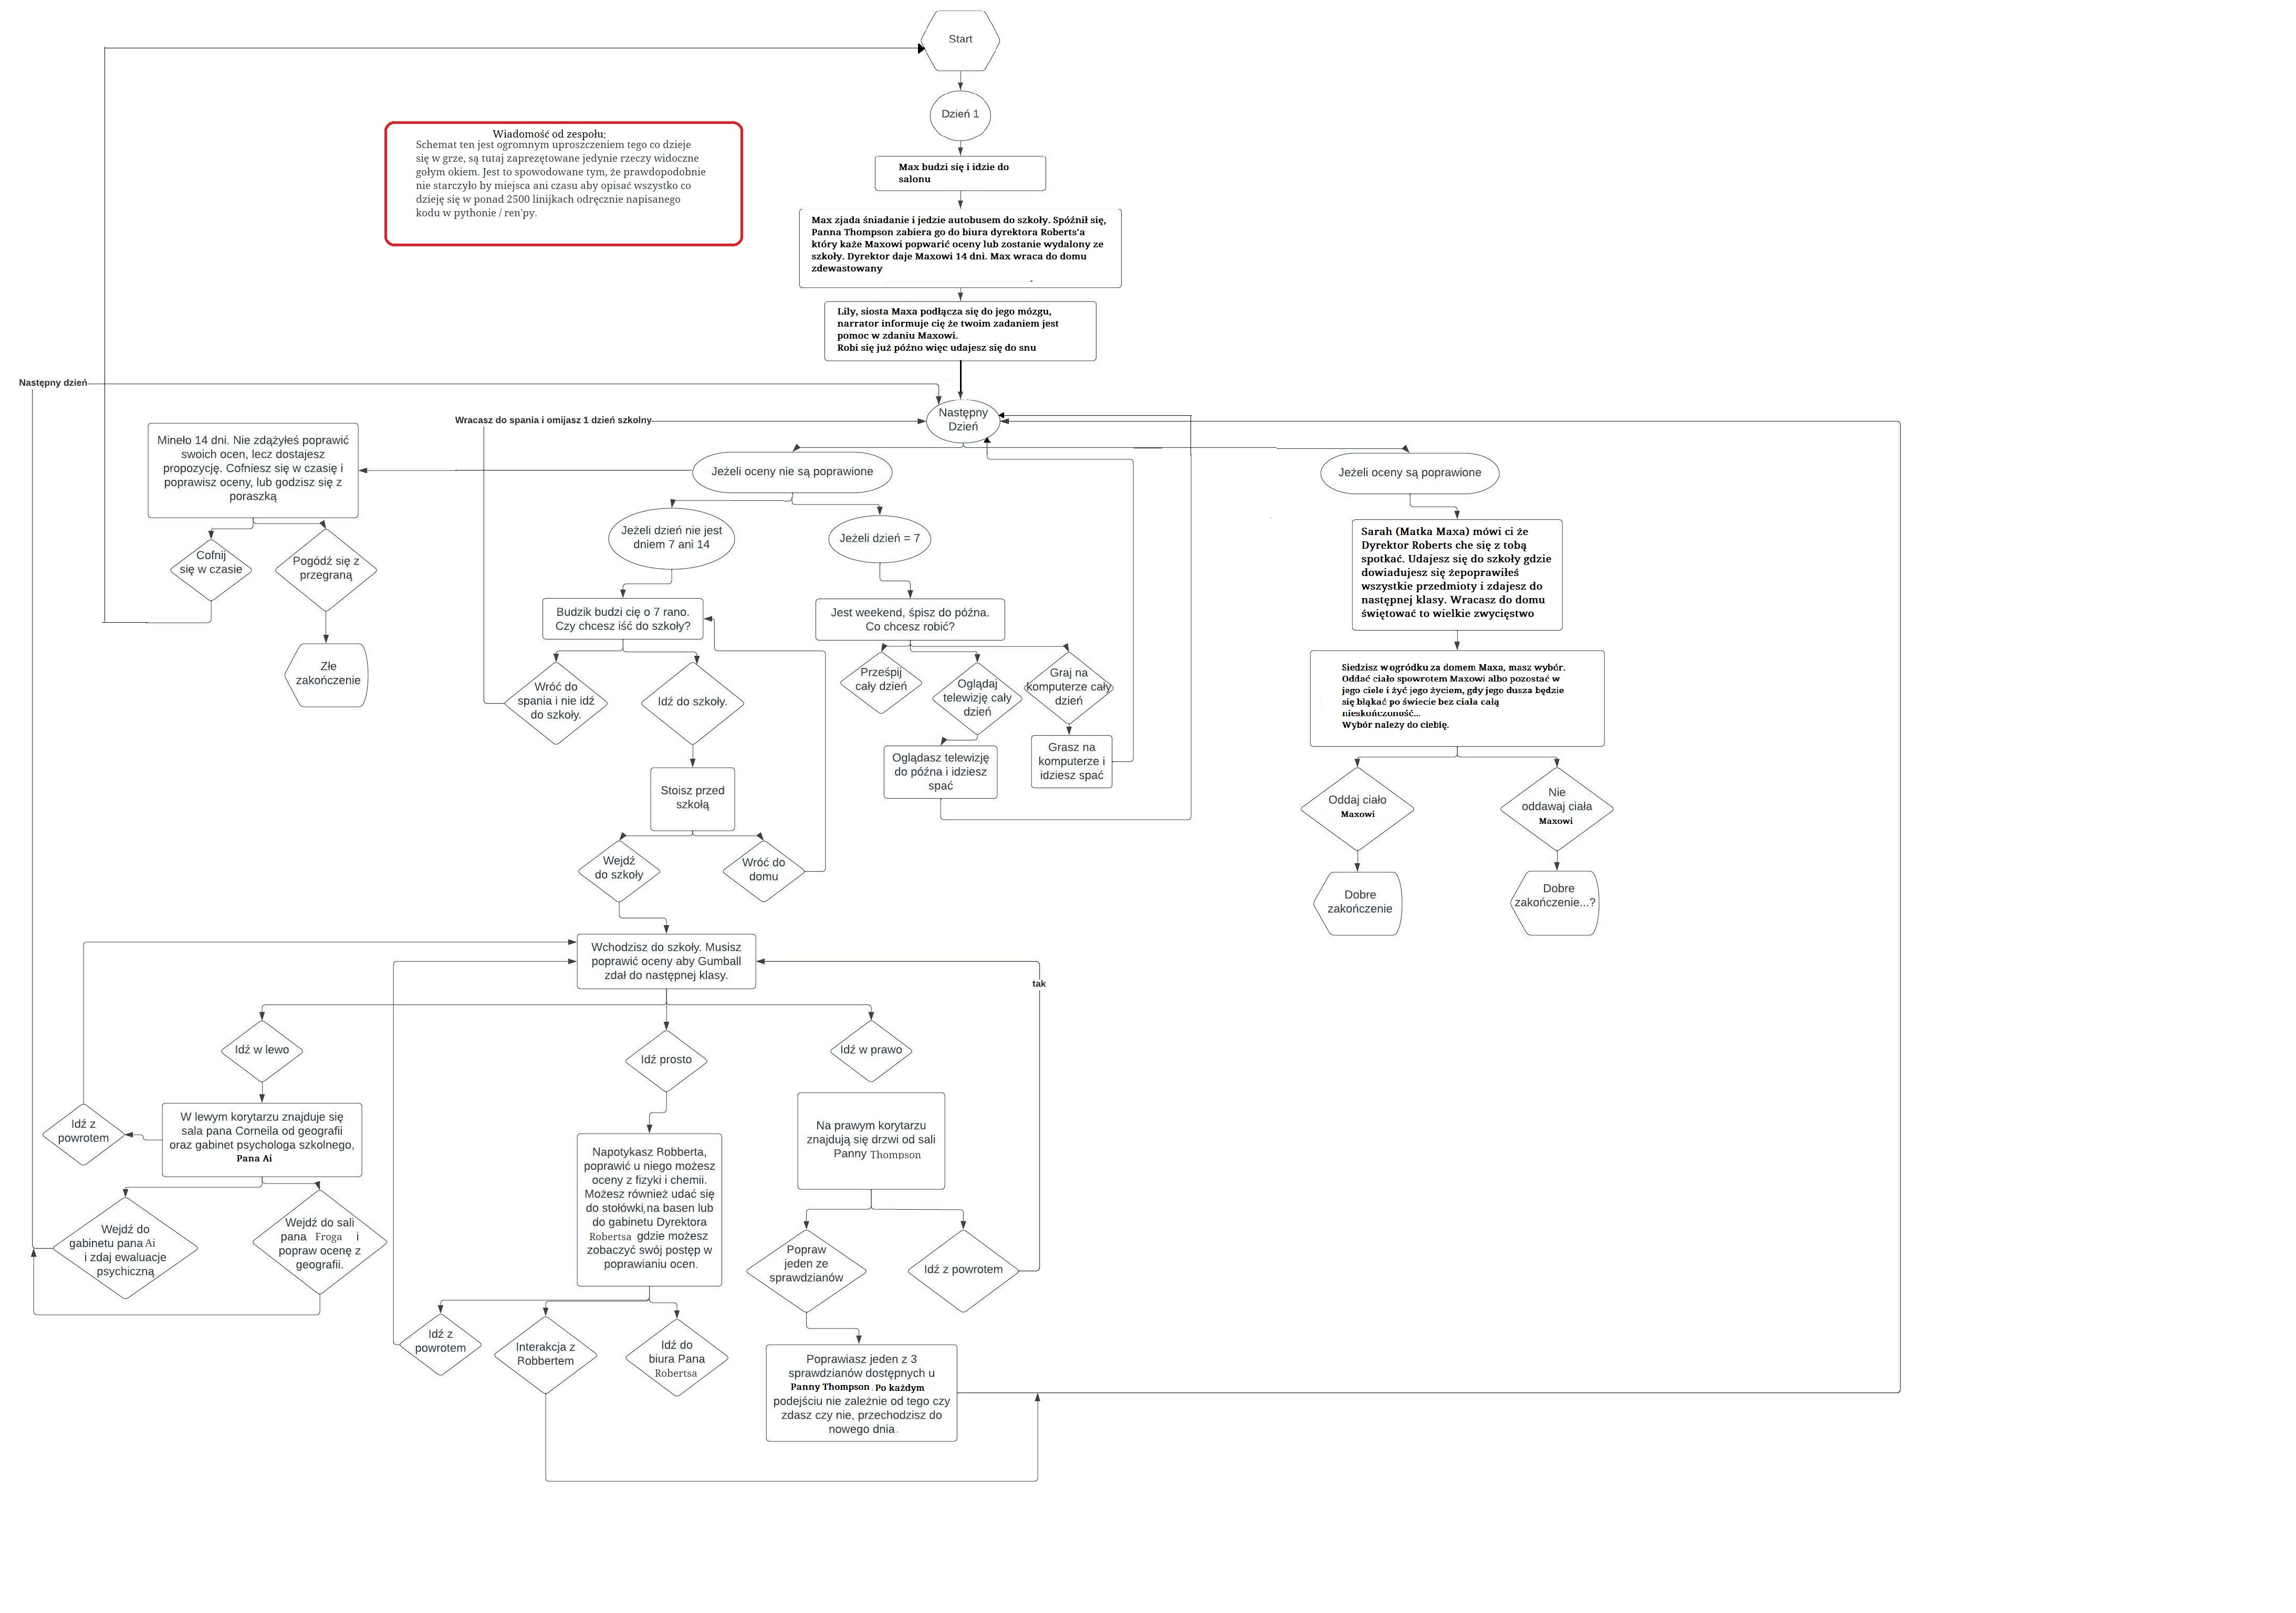 Start
Dzień 1
Wiadomość od zespołu:
Schemat ten jest ogromnym uproszczeniem tego co dzieje
się w grze, są tutaj zaprezętowane jedynie rzeczy widoczne
gołym okiem. Jest to spowodowane tym, że prawdopodobnie
nie starczyło by miejsca ani czasu aby opisać wszystko co
dzieję się w ponad 2500 linijkach odręcznie napisanego
kodu w pythonie / ren'py.
Max budzi się i idzie do
salonu
Max zjada śniadanie i jedzie autobusem do szkoły. Spóźnił się,
Panna Thompson zabiera go do biura dyrektora Roberts'a
który każe Maxowi popwarić oceny lub zostanie wydalony ze
szkoły. Dyrektor daje Maxowi 14 dni. Max wraca do domu
zdewastowany
Lily, siosta Maxa podłącza się do jego mózgu,
narrator informuje cię że twoim zadaniem jest
pomoc w zdaniu Maxowi.
Robi się już późno więc udajesz się do snu
Następny dzień
Wracasz do spania i omijasz 1 dzień szkolny
Następny
Dzień
Mineło 14 dni. Nie zdążyłeś poprawić
swoich ocen, lecz dostajesz
propozycję. Cofniesz się w czasię i
poprawisz oceny, lub godzisz się z
poraszką
Jeżeli oceny nie są poprawione
Jeżeli oceny są poprawione
Cofnij
się w czasie
Pogódź się z
przegraną
Złe
zakończenie
Jeżeli dzień nie jest
dniem 7 ani 14
Jeżeli dzień = 7
Budzik budzi cię o 7 rano.
Czy chcesz iść do szkoły?
Jest weekend, śpisz do późna.
Co chcesz robić?
Wróć do
spania i nie idź
do szkoły.
Idź do szkoły.
Prześpij
cały dzień
Oglądaj
telewizję cały
dzień
Graj na
komputerze cały
dzień
Oglądasz telewizję
do późna i idziesz
spać
Grasz na
komputerze i
idziesz spać
Sarah (Matka Maxa) mówi ci że
Dyrektor Roberts che się z tobą
spotkać. Udajesz się do szkoły gdzie
dowiadujesz się żepoprawiłeś
wszystkie przedmioty i zdajesz do
następnej klasy. Wracasz do domu
świętować to wielkie zwycięstwo
Siedzisz w ogródku za domem Maxa, masz wybór.
Oddać ciało spowrotem Maxowi albo pozostać w
jego ciele i żyć jego życiem, gdy jego dusza będzie
się błąkać po świecie bez ciała całą
nieskończoność...
Wybór należy do ciebię.
Oddaj ciało
Maxowi
Nie
oddawaj ciała
Maxowi
Dobre
zakończenie
Dobre
zakończenie...?
Stoisz przed
szkołą
Wejdź
do szkoły
Wróć do
domu
Wchodzisz do szkoły. Musisz
poprawić oceny aby Gumball
zdał do następnej klasy.
tak
Idź w lewo
Idź prosto
Idź w prawo
Idź z
powrotem
W lewym korytarzu znajduje się
sala pana Corneila od geografii
oraz gabinet psychologa szkolnego,
Pana Ai
Wejdź do
gabinetu pana Ai
i zdaj ewaluacje
psychiczną
Wejdź do sali
pana Froga i
popraw ocenę z
geografii.
Napotykasz Robberta,
poprawić u niego możesz
oceny z fizyki i chemii.
Możesz również udać się
do stołówki,na basen lub
do gabinetu Dyrektora
Robertsa gdzie możesz
zobaczyć swój postęp w
poprawianiu ocen.
Na prawym korytarzu
znajdują się drzwi od sali
Panny Thompson
Popraw
jeden ze
sprawdzianów
Idź z powrotem
Idź z
powrotem
Interakcja z
Robbertem
Idź do
biura Pana
Robertsa
Poprawiasz jeden z 3
sprawdzianów dostępnych u
Panny Thompson. Po każdym
podejściu nie zależnie od tego czy
zdasz czy nie, przechodzisz do
nowego dnia.